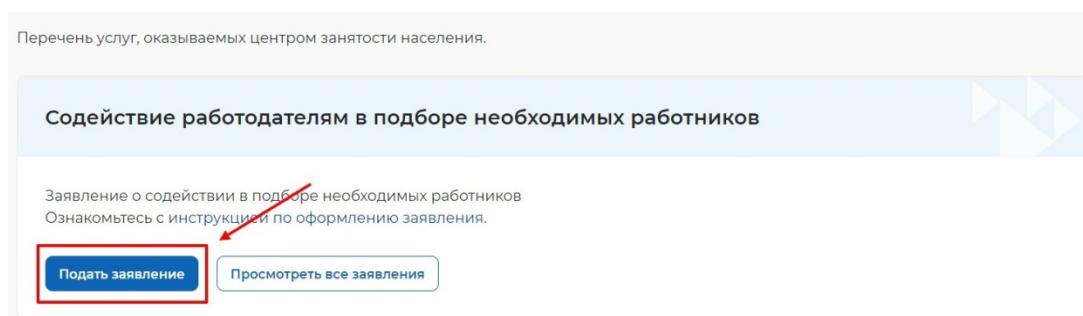 Перечень услуг, оказываемых центром занятости населения.
Содействие работодателям в подборе необходимых работников
Заявление о содействии в подборе необходимых работников
Ознакомьтесь с инструкцией по оформлению заявления.
Подать заявление
Просмотреть все заявления